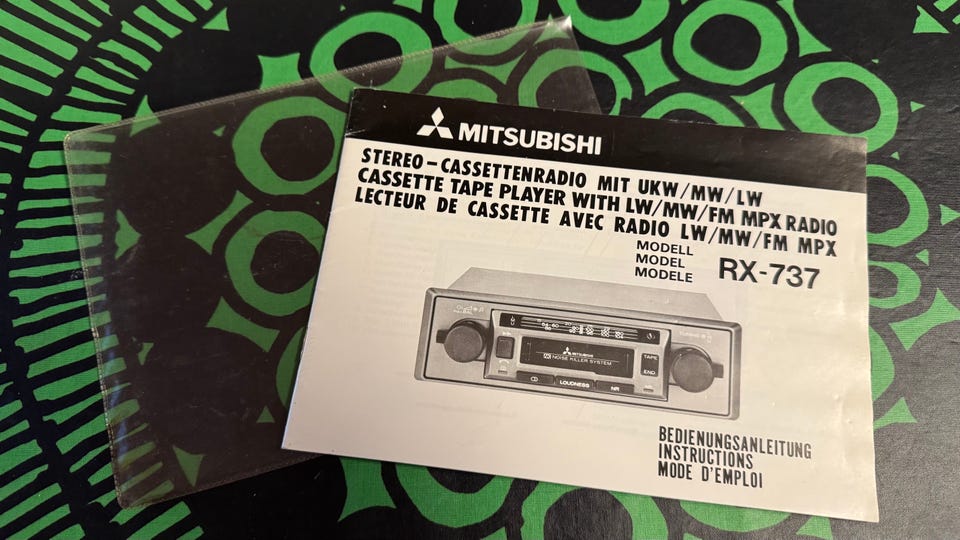 MITSUBISHI
STEREO-CASSETTENRADIO MIT UKW/MW/LW
CASSETTE TAPE PLAYER WITH LW/MW/FM MPX RADIO
LECTEUR DE CASSETTE AVEC RADIO LW/MW/FM MPX
MODELL
MODEL
MODELE
RX-737
MITSUBISHI
NOISE KILLER SYSTEM
TAPE
END
LOUDNESS
NR
BEDIENUNGSANLEITUNG
INSTRUCTIONS
MODE D'EMPLOI